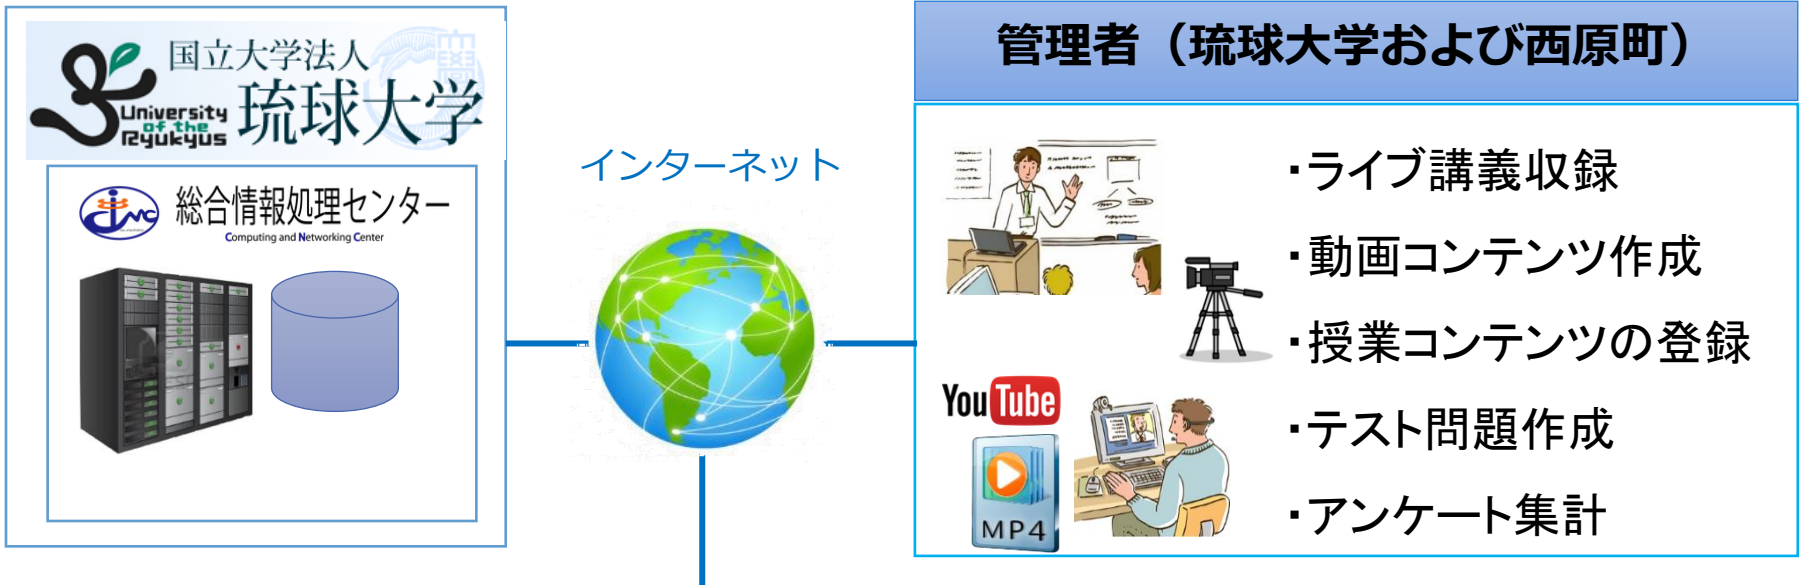 国立大学法人
琉球大学
University
of the
Ryukyus
総合情報処理センター
Computing and Networking Center
インターネット
管理者（琉球大学および西原町）
・ライブ講義収録
・動画コンテンツ作成
・授業コンテンツの登録
・テスト問題作成
・アンケート集計
YouTube
MP4